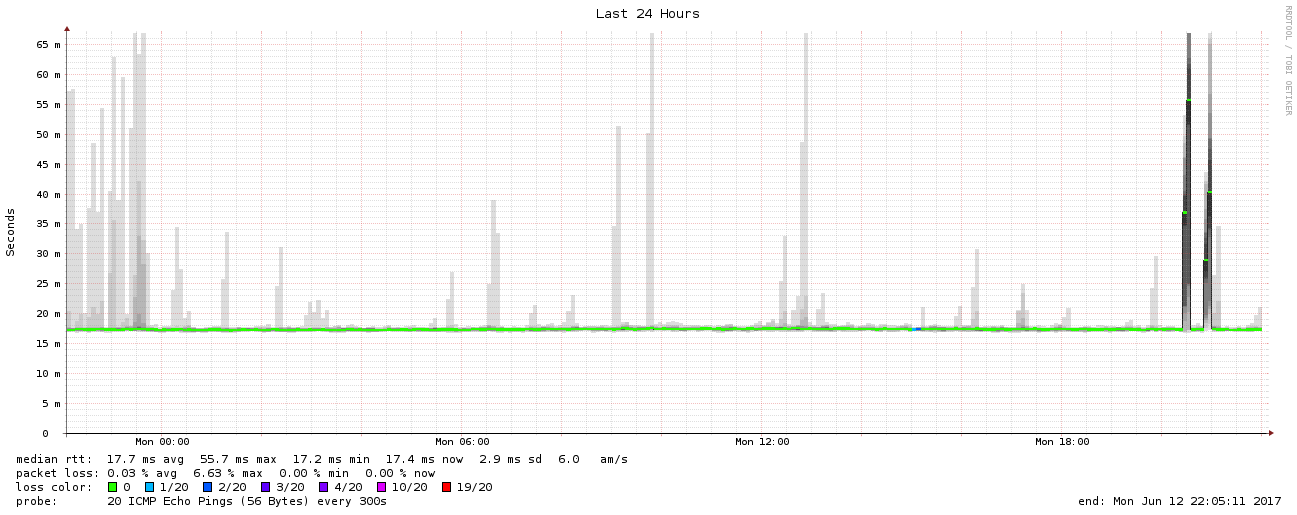 Last 24 Hours
RRDTOOL / TOBI OETIKER
65 m
60 m
55 m
50 m
45 m
40 m
35 m
30 m
25 m
20 m
15 m
10 m
5 m
0
Seconds
Mon 00:00 Mon 06:00 Mon 12:00 Mon 18:00
median rtt: 17.7 ms avg 55.7 ms max 17.2 ms min 17.4 ms now 2.9 ms sd 6.0 am/s
packet loss: 0.03 % avg 6.63 % max 0.00 % min 0.00 % now
loss color: 0 1/20 2/20 3/20 4/20 10/20 19/20
probe: 20 ICMP Echo Pings (56 Bytes) every 300s end: Mon Jun 12 22:05:11 2017